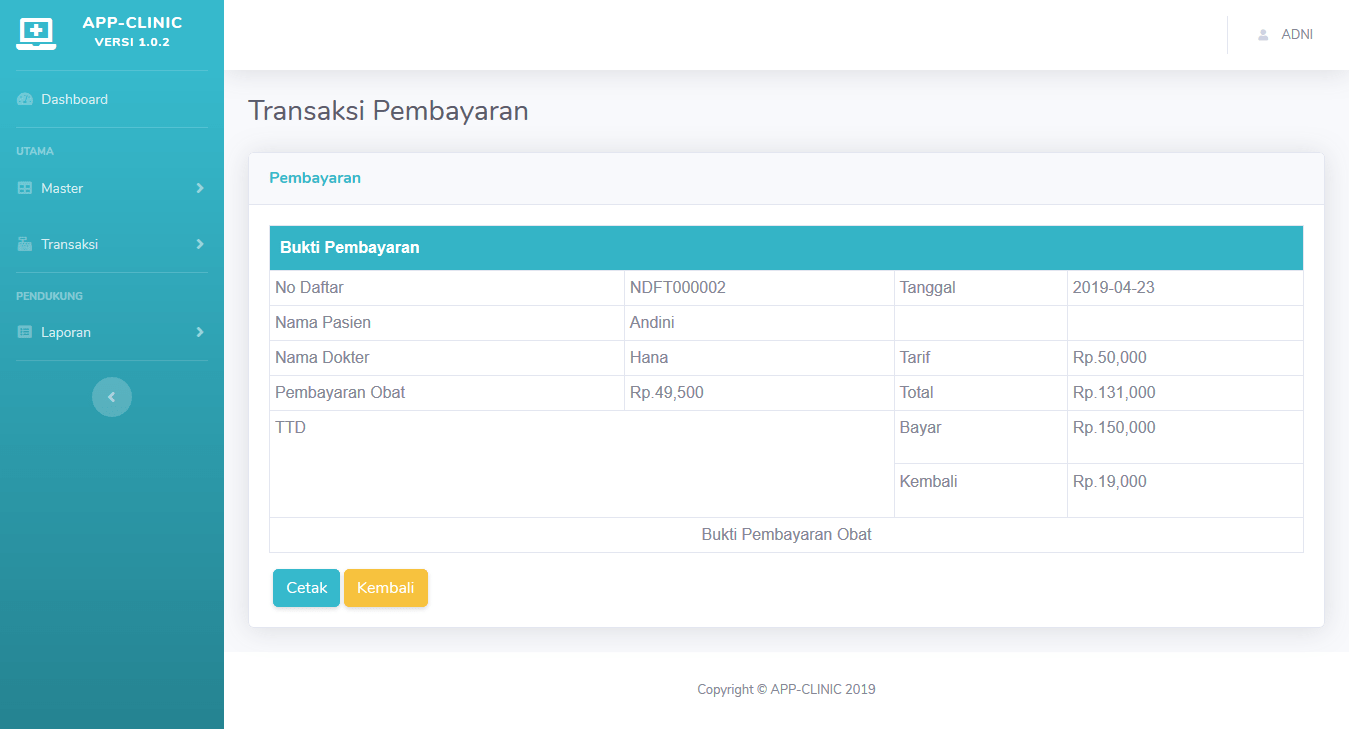 APP-CLINIC
VERSI 1.0.2
ADNI
Dashboard
UTAMA
Master
Transaksi
PENDUKUNG
Laporan
Transaksi Pembayaran
Pembayaran
Bukti Pembayaran
No Daftar NDFT000002 Tanggal 2019-04-23
Nama Pasien Andini
Nama Dokter Hana Tarif Rp.50,000
Pembayaran Obat Rp.49,500 Total Rp.131,000
TTD Bayar Rp.150,000
Kembali Rp.19,000
Bukti Pembayaran Obat
Cetak Kembali
Copyright © APP-CLINIC 2019